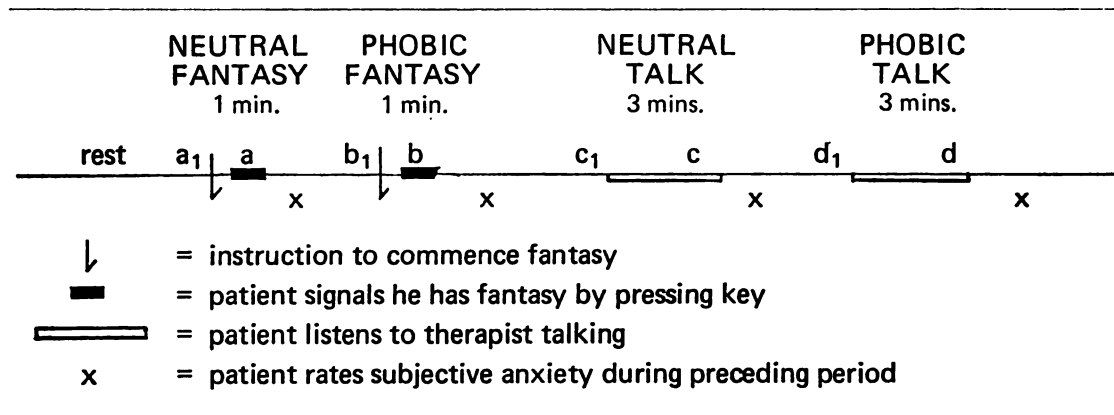 NEUTRAL PHOBIC NEUTRAL PHOBIC
FANTASY FANTASY TALK TALK
1 min. 1 min. 3 mins. 3 mins.
rest a₁ a b₁ b c₁ c d₁ d
x x x x
= instruction to commence fantasy
= patient signals he has fantasy by pressing key
= patient listens to therapist talking
x = patient rates subjective anxiety during preceding period